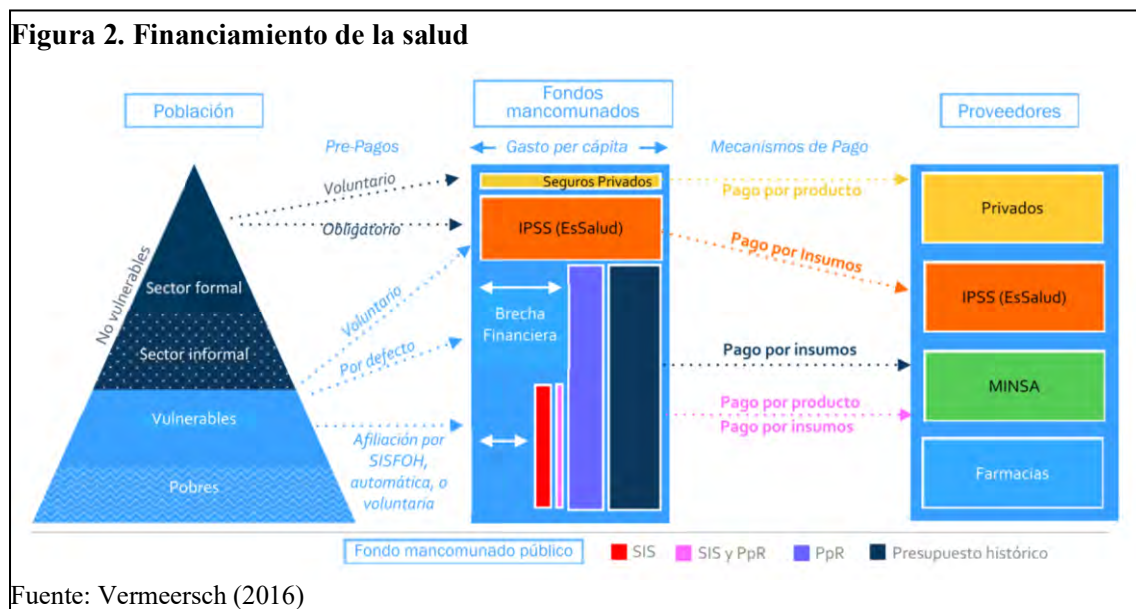 Figura 2. Financiamiento de la salud
Población
Fondos
mancomunados
Proveedores
Pre-Pagos
Gasto per cápita
Mecanismos de Pago
Voluntario
Obligatorio
Voluntario
Por defecto
Afiliación por
SISFOH,
automática, o
voluntaria
No vulnerables
Sector formal
Sector informal
Vulnerables
Pobres
Seguros Privados
IPSS (EsSalud)
Brecha
Financiera
Pago por producto
Pago por Insumos
Pago por insumos
Pago por producto
Pago por insumos
Privados
IPSS (EsSalud)
MINSA
Farmacias
Fondo mancomunado público
SIS
SIS y PpR
PpR
Presupuesto histórico
Fuente: Vermeersch (2016)